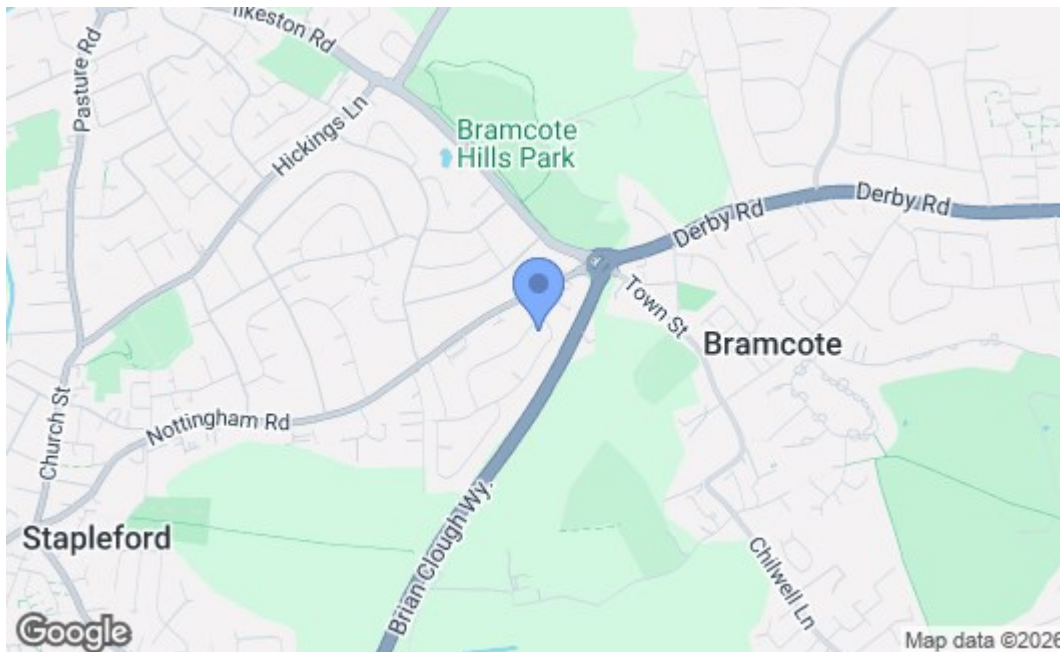 Ilkeston Rd
Pasture Rd
Hickings Ln
Bramcote
Hills Park
Derby Rd
Derby Rd
Town St
Bramcote
Church St
Nottingham Rd
Stapleford
Brian Clough Wy.
Chilwell Ln
Google
Map data ©2026